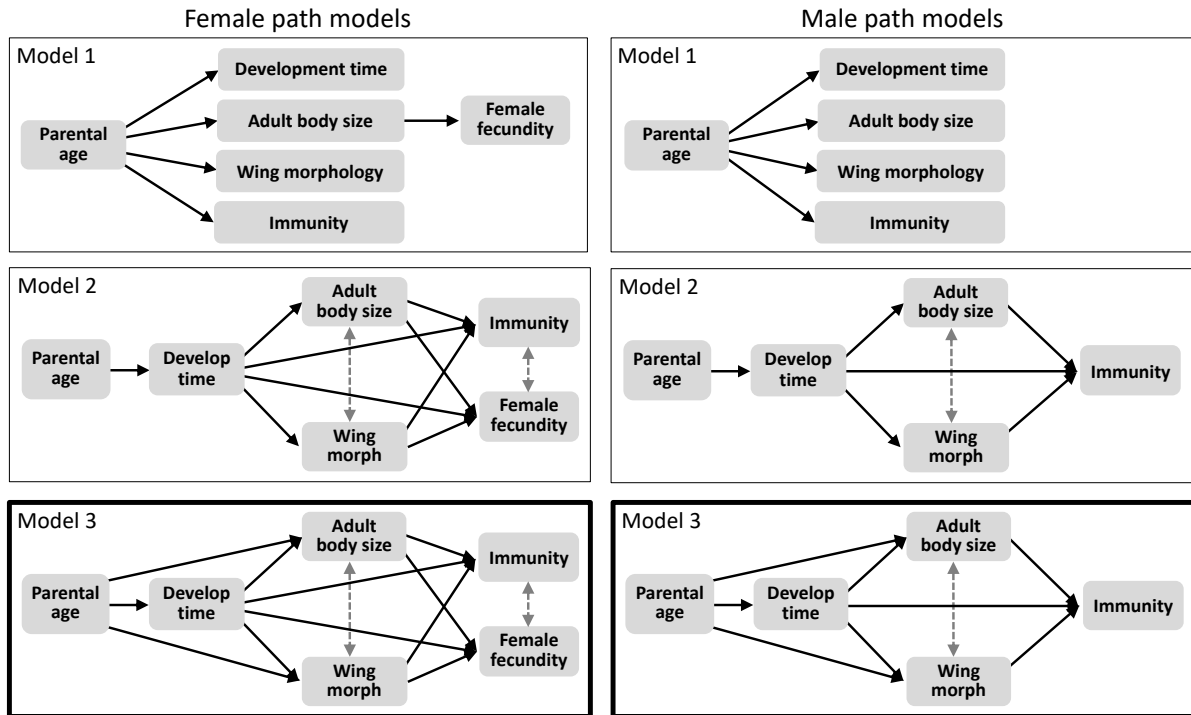 Female path models
Male path models
Model 1
Parental
age
Development time
Adult body size
Wing morphology
Immunity
Female
fecundity
Model 1
Parental
age
Development time
Adult body size
Wing morphology
Immunity
Model 2
Parental
age
Develop
time
Adult
body size
Wing
morph
Immunity
Female
fecundity
Model 2
Parental
age
Develop
time
Adult
body size
Wing
morph
Immunity
Model 3
Parental
age
Develop
time
Adult
body size
Wing
morph
Immunity
Female
fecundity
Model 3
Parental
age
Develop
time
Adult
body size
Wing
morph
Immunity